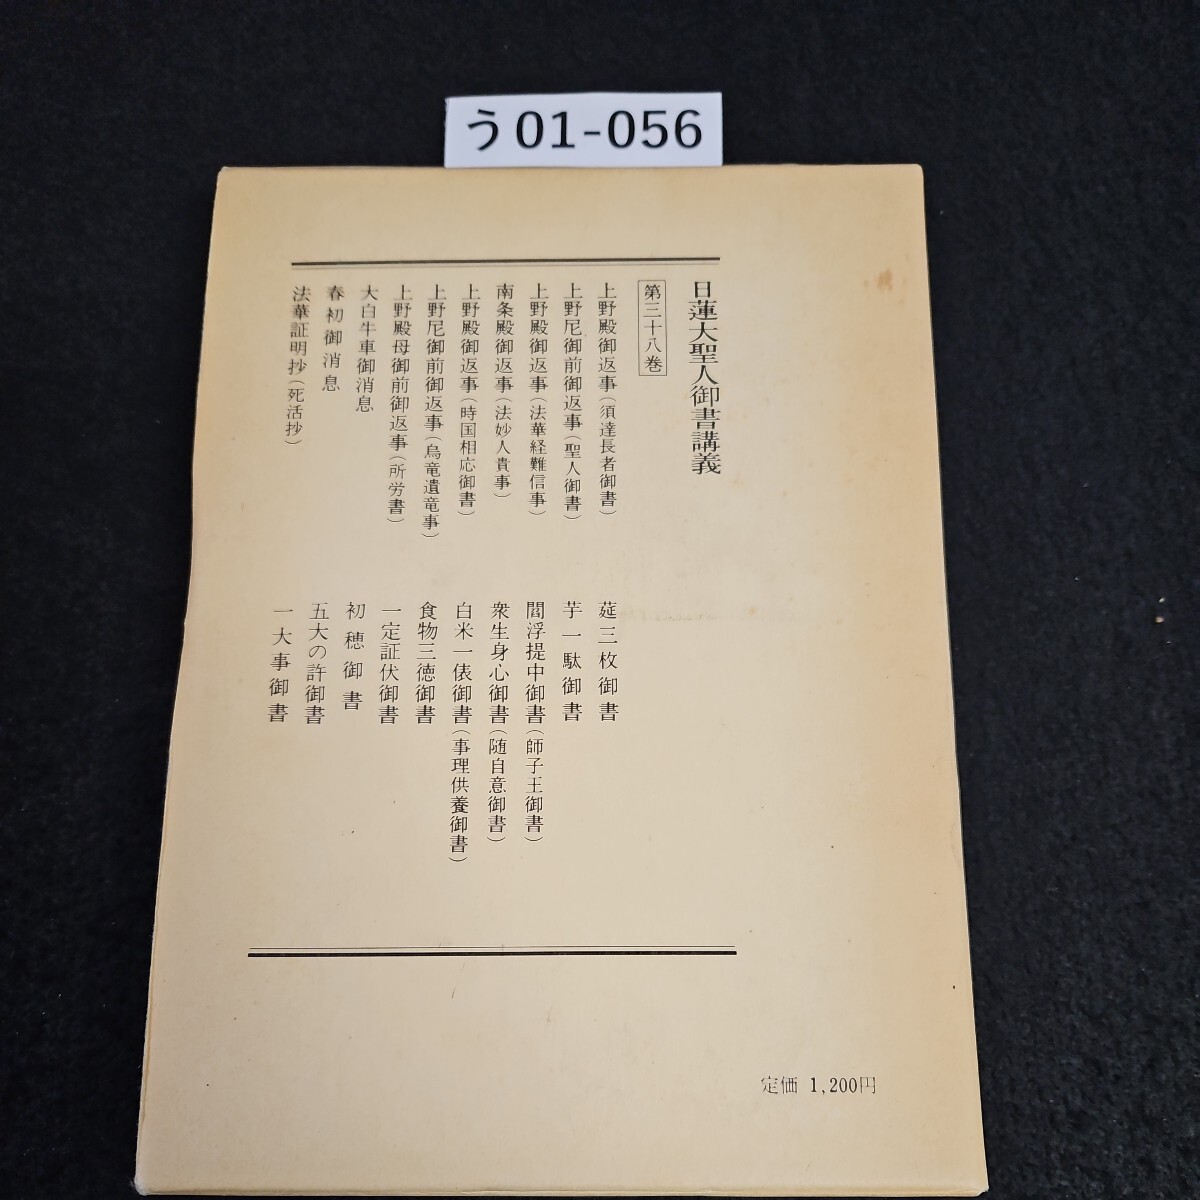 う01-056
日蓮大聖人御書講義
第三十八巻
上野殿御返事(須達長者御書)
上野尼御前御返事(聖人御書)
上野殿御返事(法華経難信事)
南条殿御返事(法妙人貴事)
上野殿御返事(時国相応御書)
上野尼御前御返事(烏竜遺竜事)
上野殿母御前御返事(所労書)
大白牛車御消息
春初御消息
法華証明抄(死活抄)
莚三枚御書
芋一駄御書
閻浮提中御書(師子王御書)
衆生身心御書(随自意御書)
白米一俵御書(事理供養御書)
食物三徳御書
一定証伏御書
初穂御書
五大の許御書
一大事御書
定価 1,200円